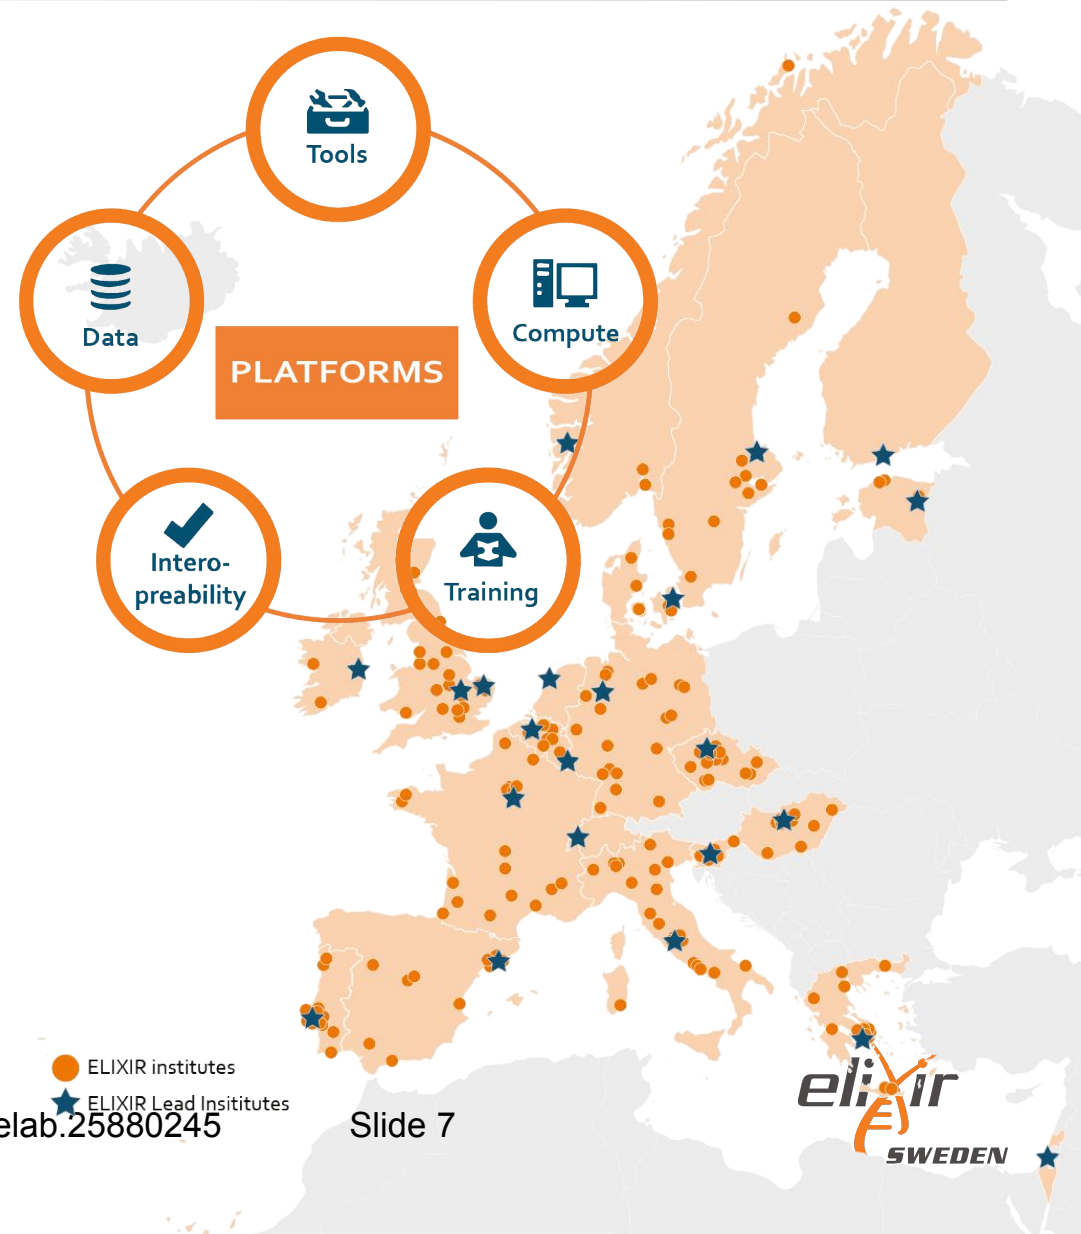 Tools
Data
Compute
PLATFORMS
Intero-
preability
Training
ELIXIR institutes
ELIXIR Lead Insititutes
elab.25880245
Slide 7
elixir
SWEDEN